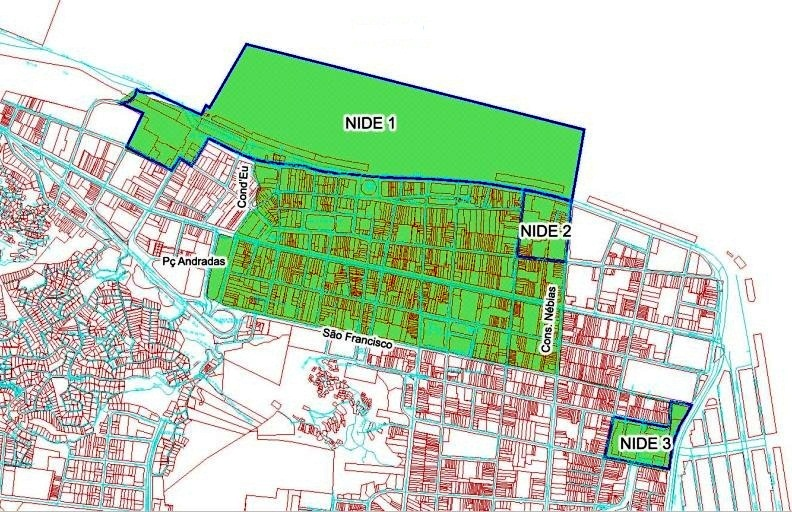 NIDE 1
Cond'Eu
NIDE 2
Pç Andradas
Cons. Nébias
São Francisco
NIDE 3